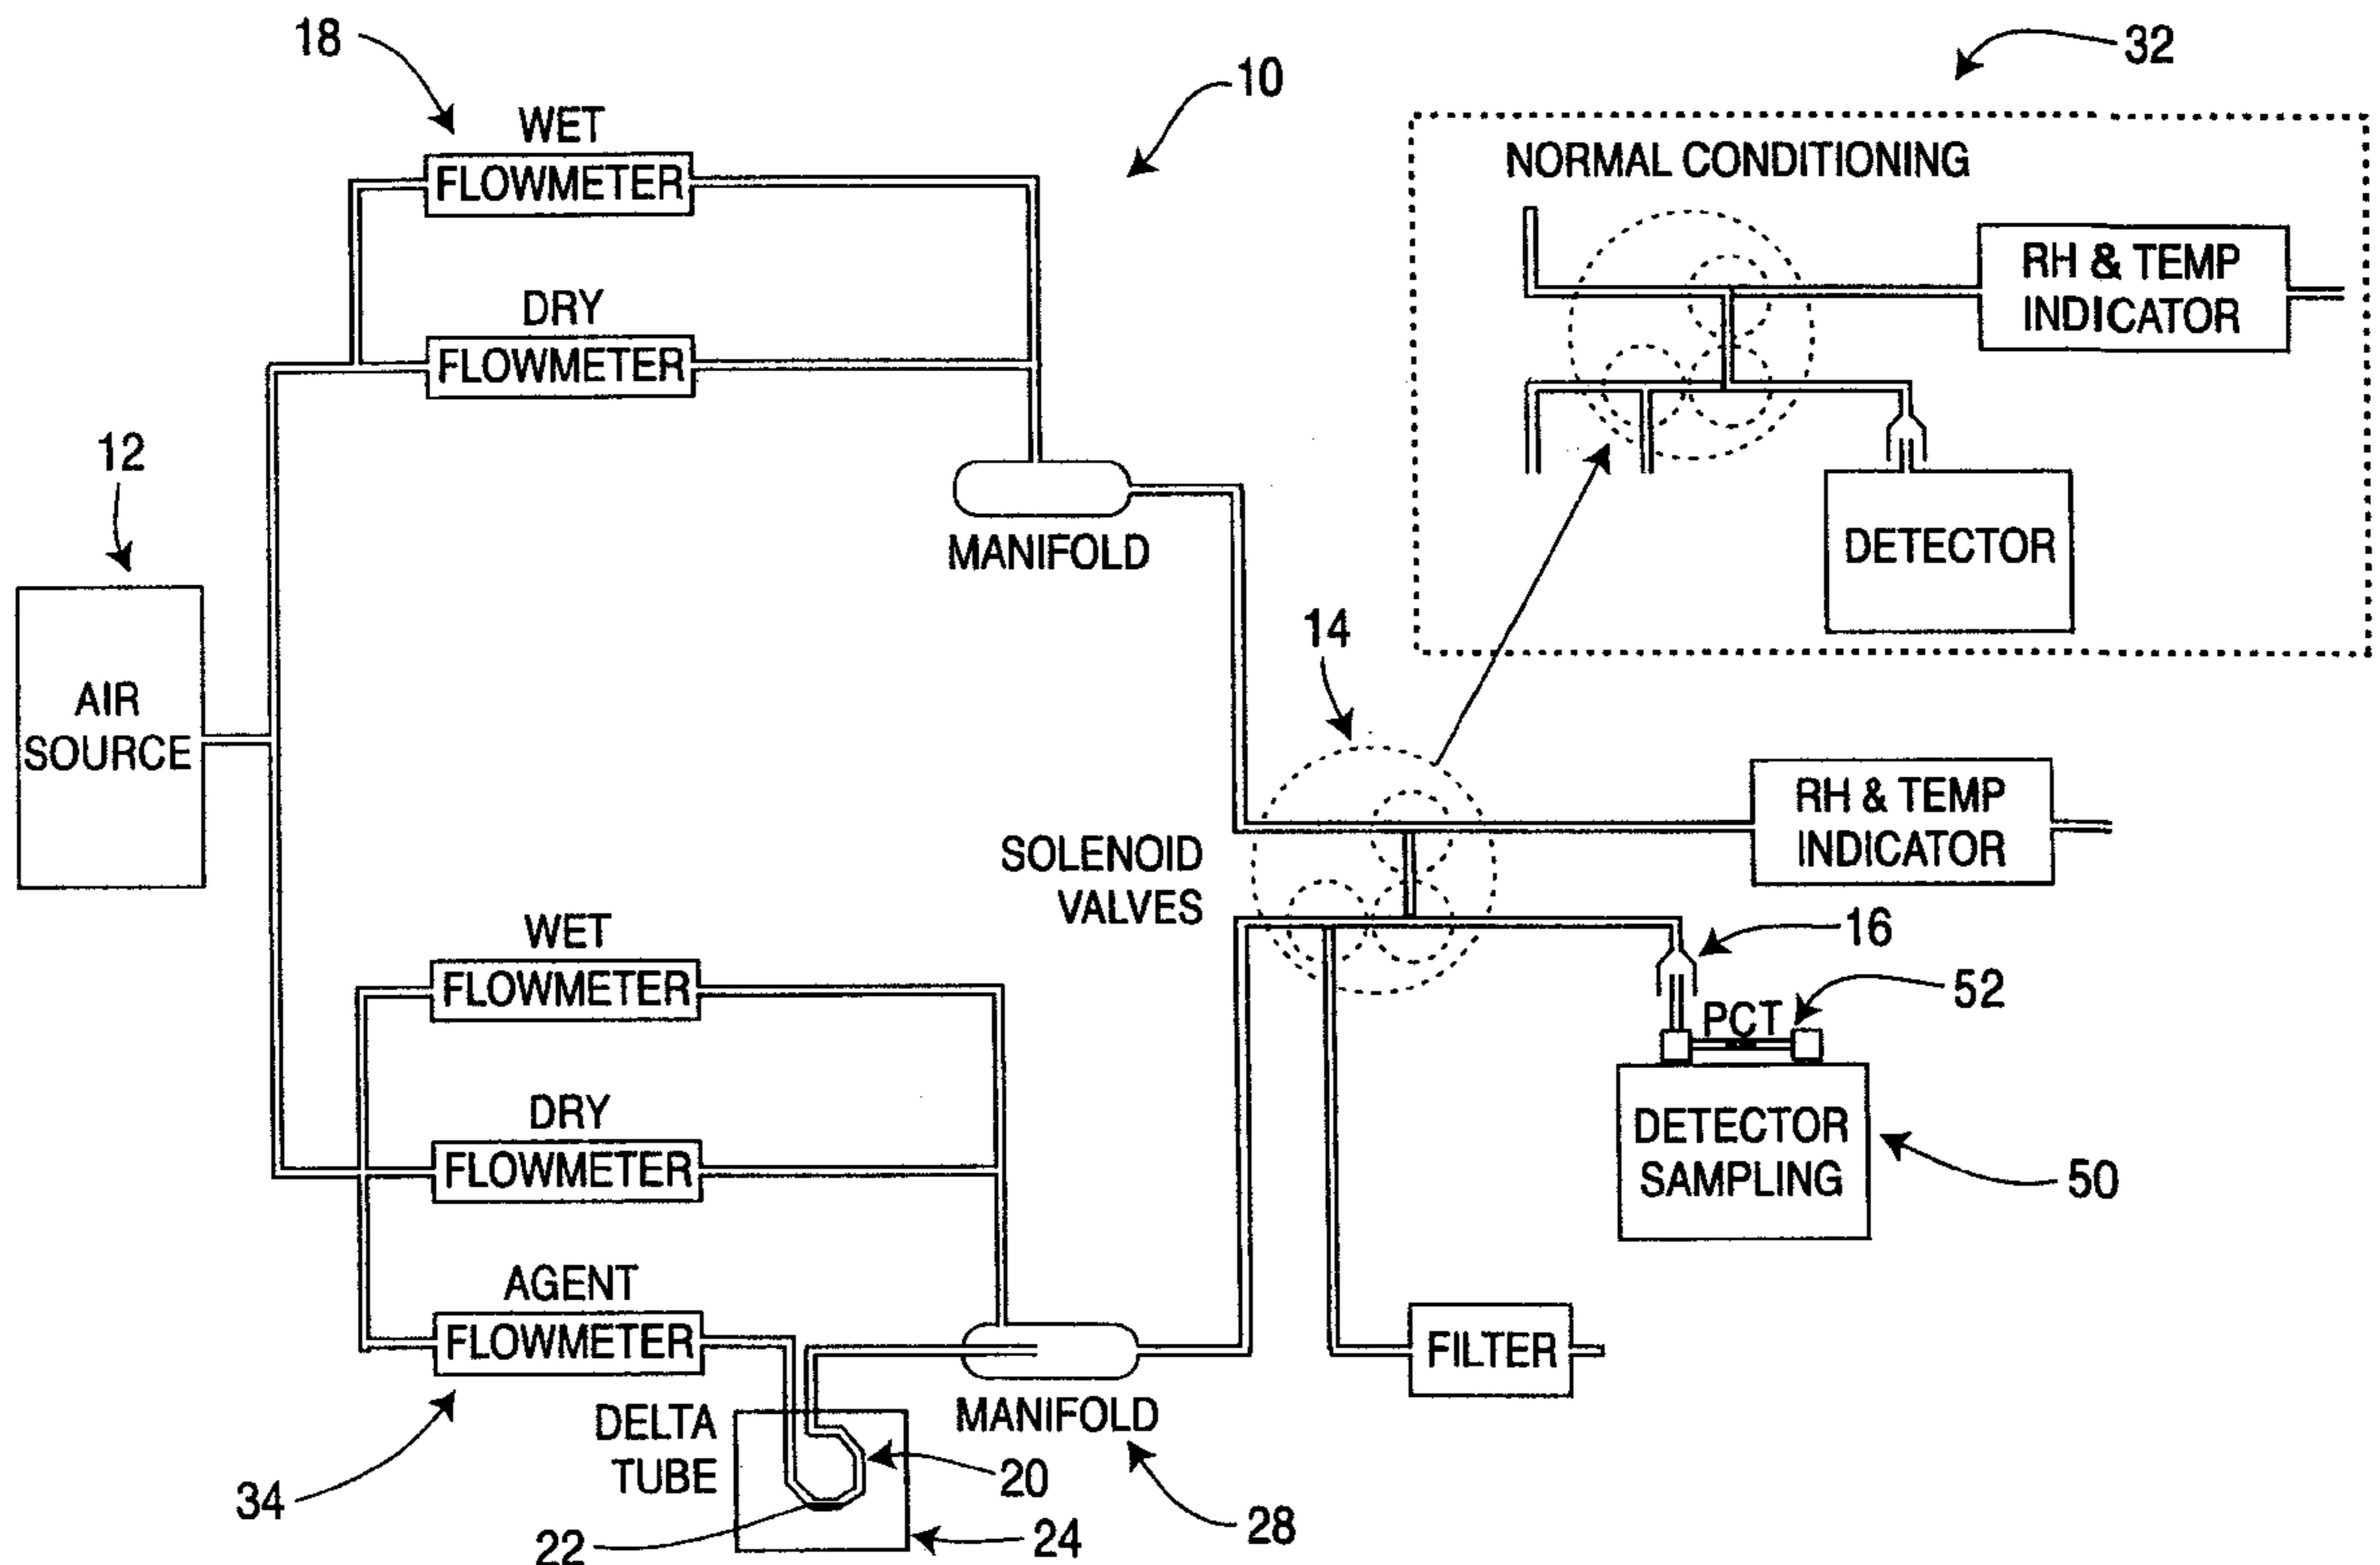 18
10
32
WET
FLOWMETER
NORMAL CONDITIONING
RH & TEMP
INDICATOR
DRY
FLOWMETER
12
MANIFOLD
DETECTOR
14
AIR
SOURCE
RH & TEMP
INDICATOR
SOLENOID
VALVES
WET
FLOWMETER
16
52
PCT
DRY
FLOWMETER
DETECTOR
SAMPLING
50
AGENT
FLOWMETER
FILTER
DELTA
TUBE
MANIFOLD
34
20
22
24
28